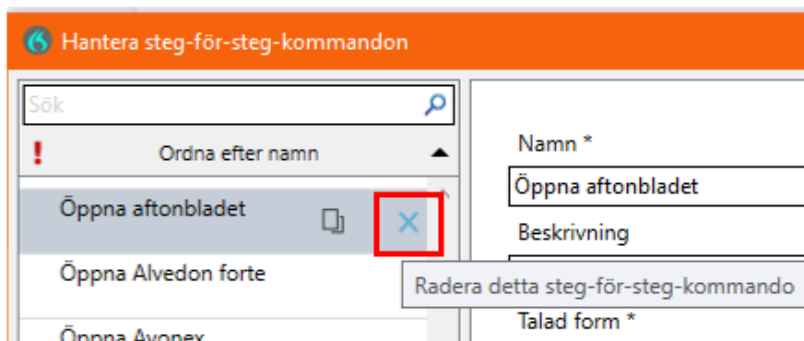 Hantera steg-för-steg-kommandon
Sök
Ordna efter namn
Namn *
Öppna aftonbladet
Öppna aftonbladet
Beskrivning
Öppna Alvedon forte
Radera detta steg-för-steg-kommando
Talad form *
Öppna Avonex